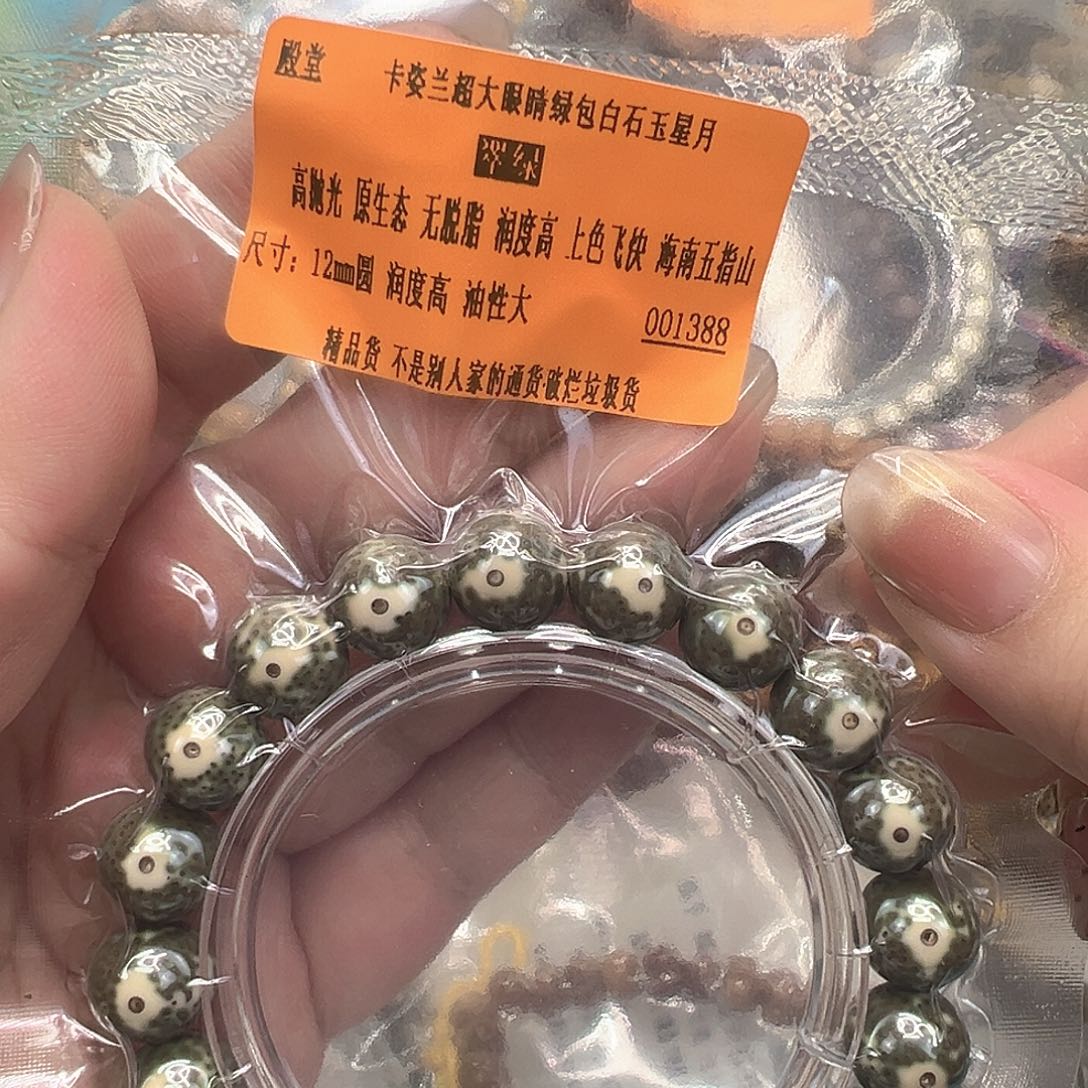 殿堂 卡姿兰超大眼睛绿包白石玉星月
翠绿
高抛光 原生态 无脱脂 润度高 上色飞快 海南五指山
尺寸：12mm圆 润度高 油性大
001388
精品货 不是别人家的通货·破烂垃圾货